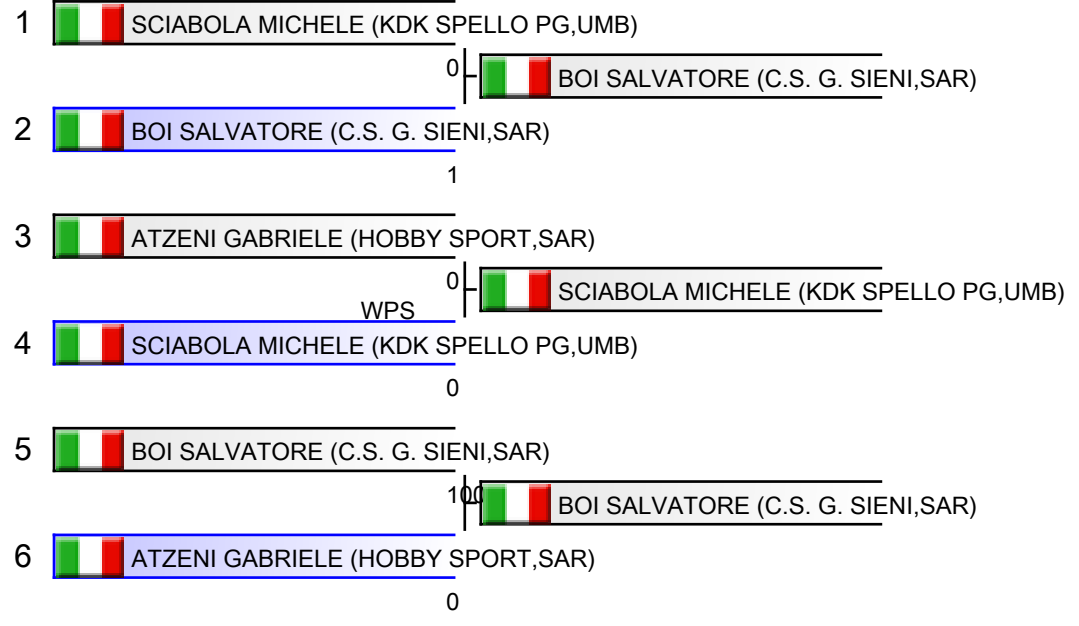 1 SCIABOLA MICHELE (KDK SPELLO PG,UMB)
0 BOI SALVATORE (C.S. G. SIENI,SAR)
2 BOI SALVATORE (C.S. G. SIENI,SAR)
1
3 ATZENI GABRIELE (HOBBY SPORT,SAR)
0 SCIABOLA MICHELE (KDK SPELLO PG,UMB)
WPS
4 SCIABOLA MICHELE (KDK SPELLO PG,UMB)
0
5 BOI SALVATORE (C.S. G. SIENI,SAR)
100 BOI SALVATORE (C.S. G. SIENI,SAR)
6 ATZENI GABRIELE (HOBBY SPORT,SAR)
0